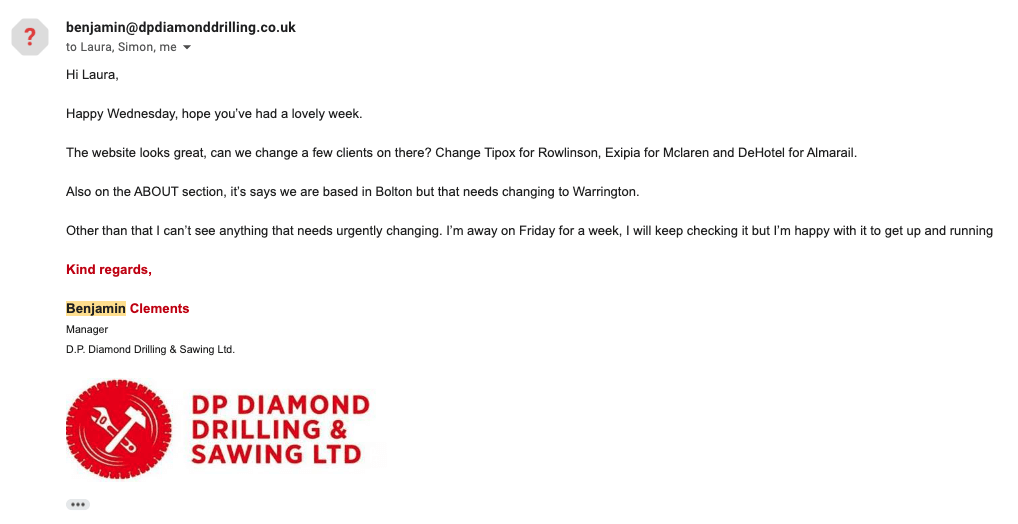 benjamin@dpdiamonddrilling.co.uk
to Laura, Simon, me
Hi Laura,
Happy Wednesday, hope you've had a lovely week.
The website looks great, can we change a few clients on there? Change Tipox for Rowlinson, Exipia for Mclaren and DeHotel for Almarail.
Also on the ABOUT section, it's says we are based in Bolton but that needs changing to Warrington.
Other than that I can't see anything that needs urgently changing. I'm away on Friday for a week, I will keep checking it but I'm happy with it to get up and running
Kind regards,
Benjamin Clements
Manager
D.P. Diamond Drilling & Sawing Ltd.
DP DIAMOND
DRILLING &
SAWING LTD